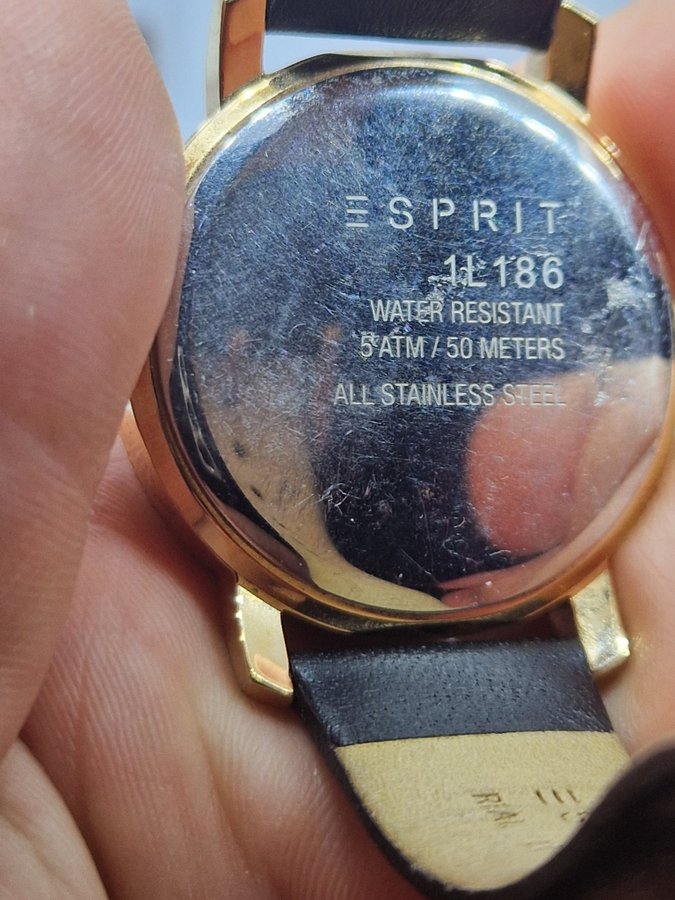 ESPRIT
1L186
WATER RESISTANT
5 ATM / 50 METERS
ALL STAINLESS STEEL